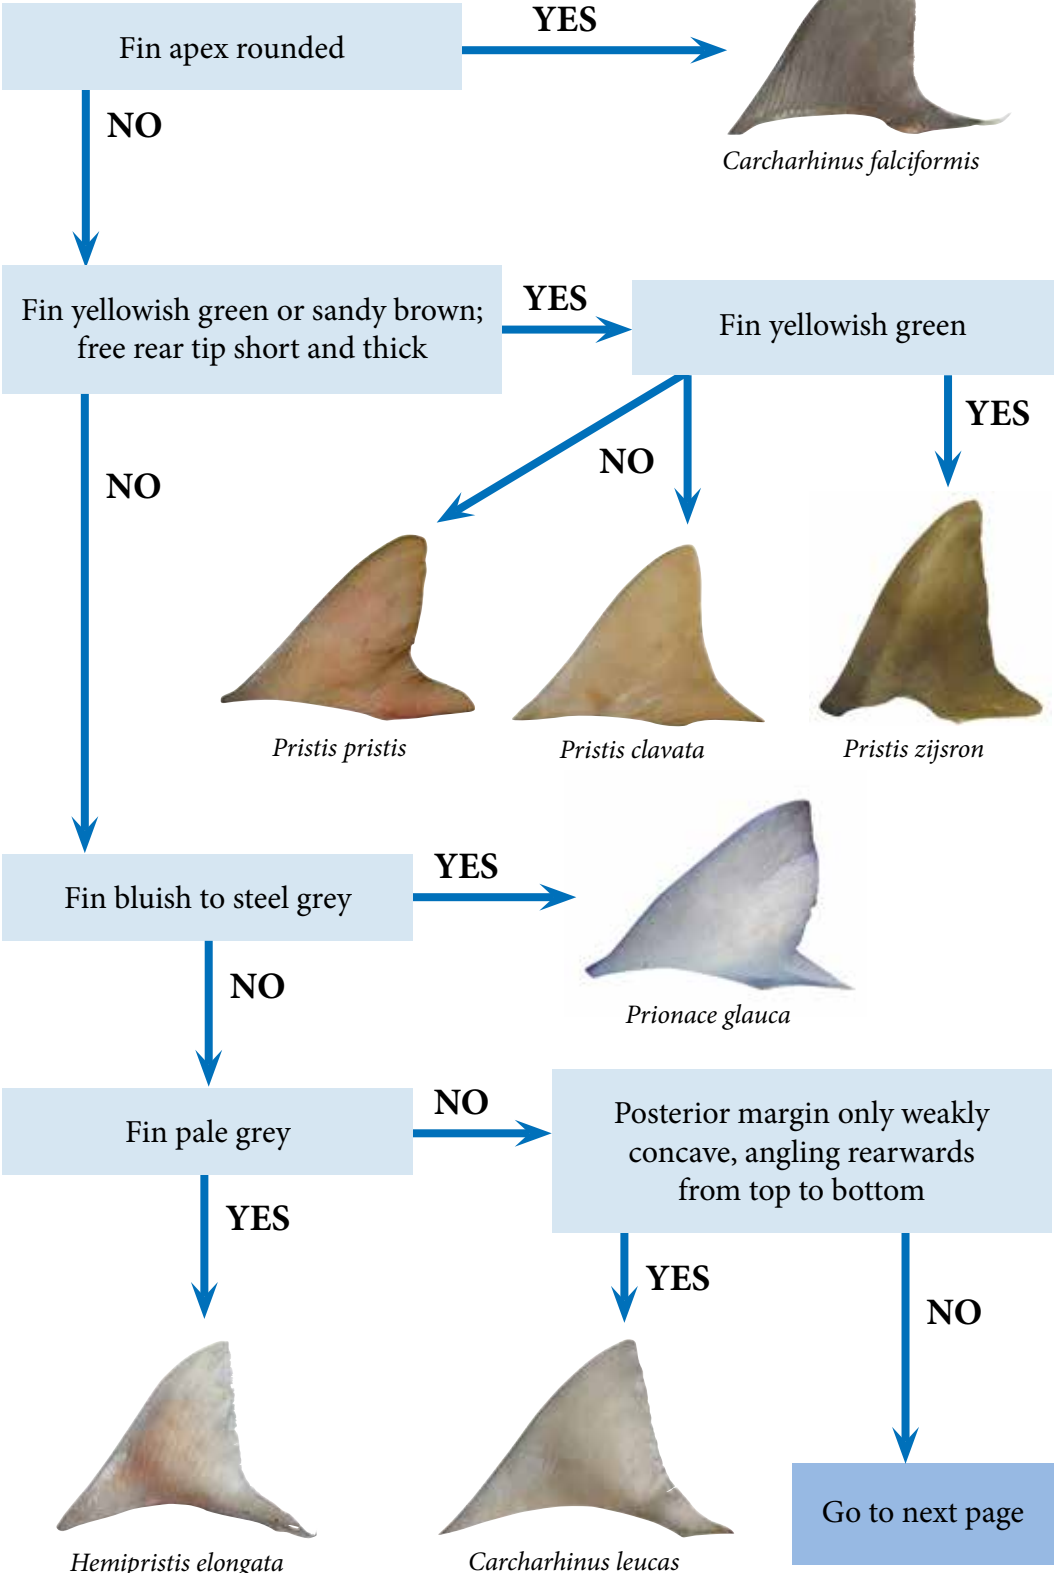 Fin apex rounded
YES
NO
Carcharhinus falciformis
Fin yellowish green or sandy brown;
free rear tip short and thick
YES
Fin yellowish green
NO
YES
NO
Pristis pristis
Pristis clavata
Pristis zijsron
Fin bluish to steel grey
YES
NO
Prionace glauca
Fin pale grey
NO
Posterior margin only weakly
concave, angling rearwards
from top to bottom
YES
YES
NO
Hemipristis elongata
Carcharhinus leucas
Go to next page